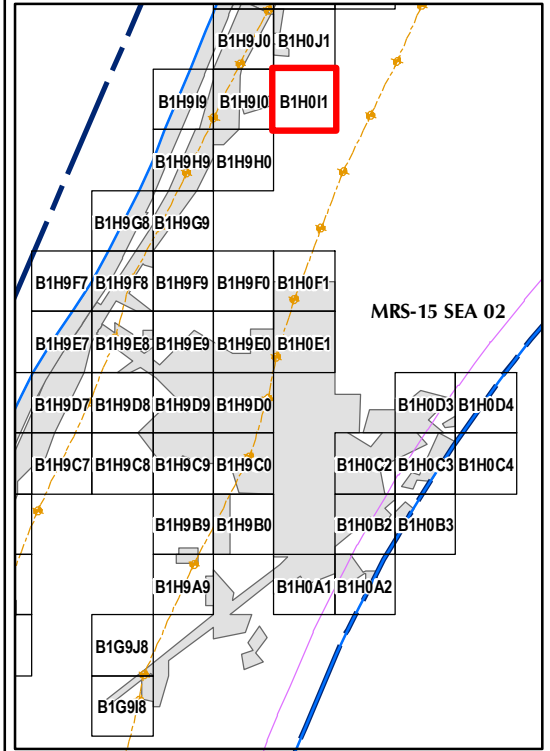 B1H9J0 B1H0J1
B1H9I9 B1H9I0 B1H0I1
B1H9H9 B1H9H0
B1H9G8 B1H9G9
B1H9F7 B1H9F8 B1H9F9 B1H9F0 B1H0F1
MRS-15 SEA 02
B1H9E7 B1H9E8 B1H9E9 B1H9E0 B1H0E1
B1H9D7 B1H9D8 B1H9D9 B1H9D0 B1H0D3 B1H0D4
B1H9C7 B1H9C8 B1H9C9 B1H9C0 B1H0C2 B1H0C3 B1H0C4
B1H9B9 B1H9B0 B1H0B2 B1H0B3
B1H9A9 B1H0A1 B1H0A2
B1G9J8
B1G9I8